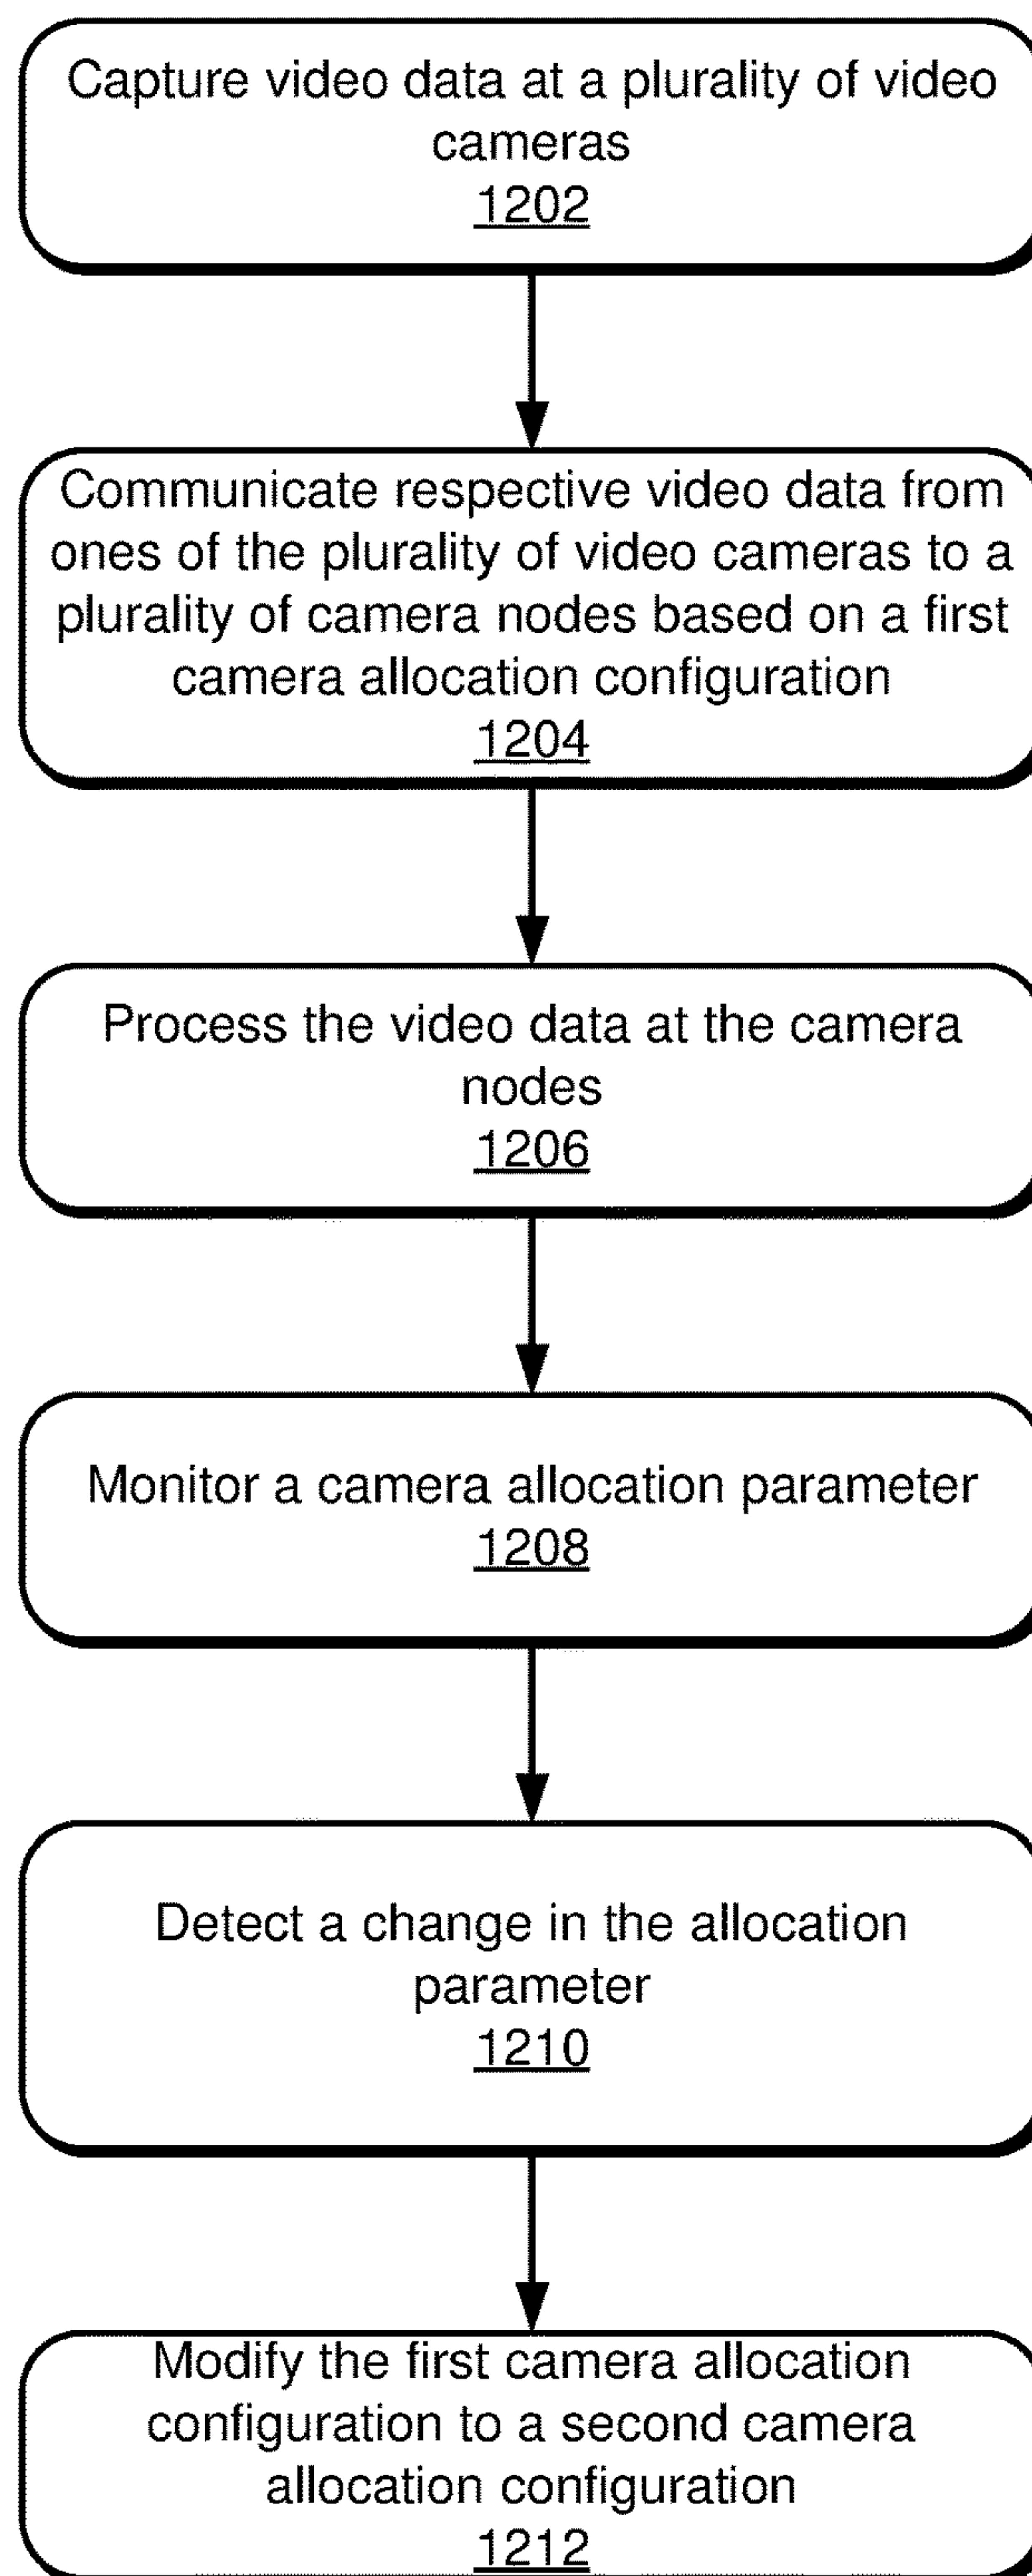 Capture video data at a plurality of video
cameras
1202
Communicate respective video data from
ones of the plurality of video cameras to a
plurality of camera nodes based on a first
camera allocation configuration
1204
Process the video data at the camera
nodes
1206
Monitor a camera allocation parameter
1208
Detect a change in the allocation
parameter
1210
Modify the first camera allocation
configuration to a second camera
allocation configuration
1212